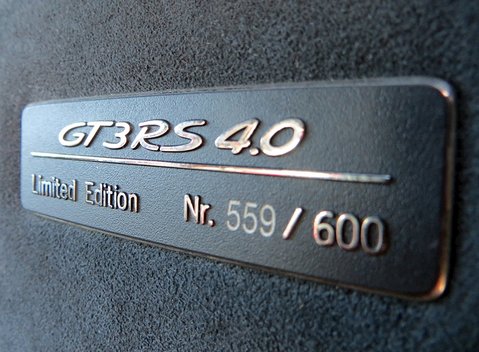 GT3RS 4.0
Limited Edition Nr. 559 / 600